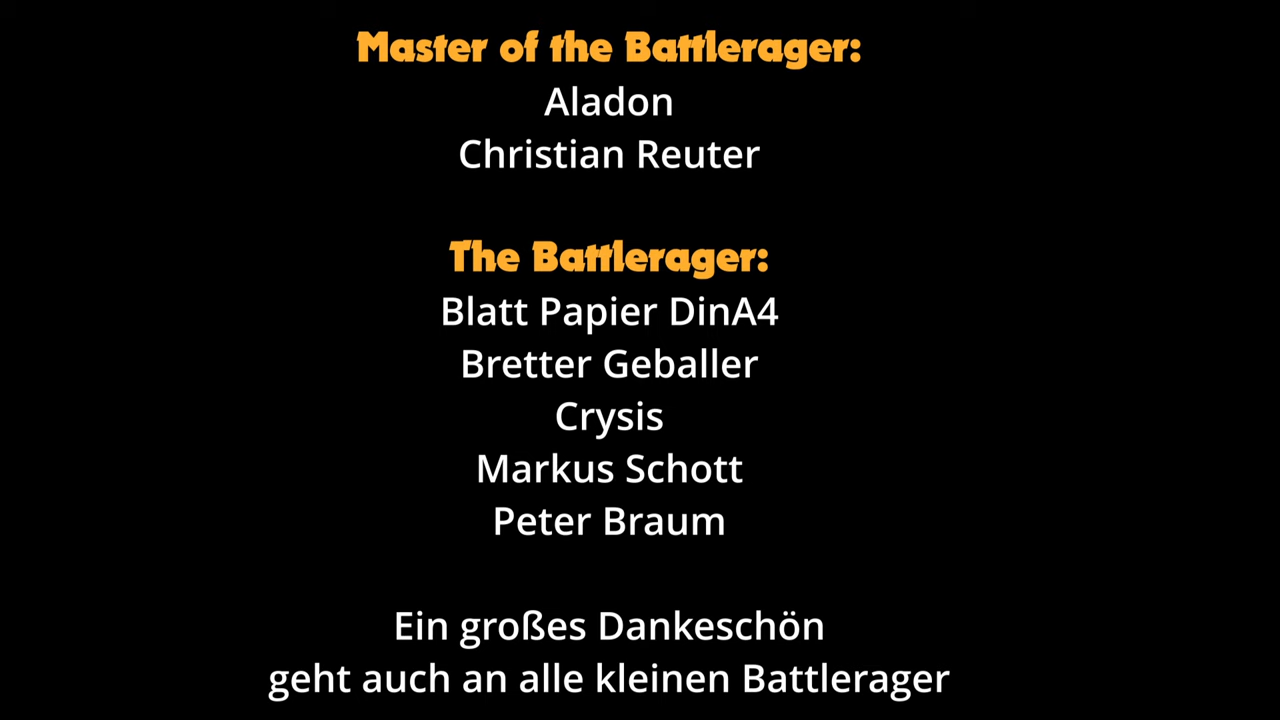 Master of the Battlerager:
Aladon
Christian Reuter
The Battlerager:
Blatt Papier DinA4
Bretter Geballer
Crysis
Markus Schott
Peter Braum
Ein großes Dankeschön
geht auch an alle kleinen Battlerager